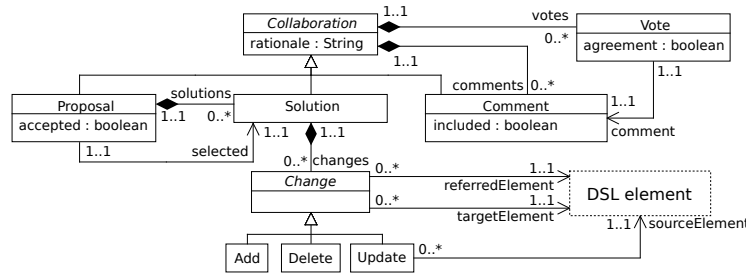 Collaboration
rationale : String
1..1
votes
0..*
Vote
agreement : boolean
1..1
1..1
comments
0..*
1..1
comment
Proposal
accepted : boolean
solutions
1..1
0..*
Solution
Comment
included : boolean
1..1
selected
1..1
1..1
0..*
changes
Change
0..*
1..1
referredElement
0..*
1..1
targetElement
DSL element
1..1
sourceElement
Add
Delete
Update
0..*